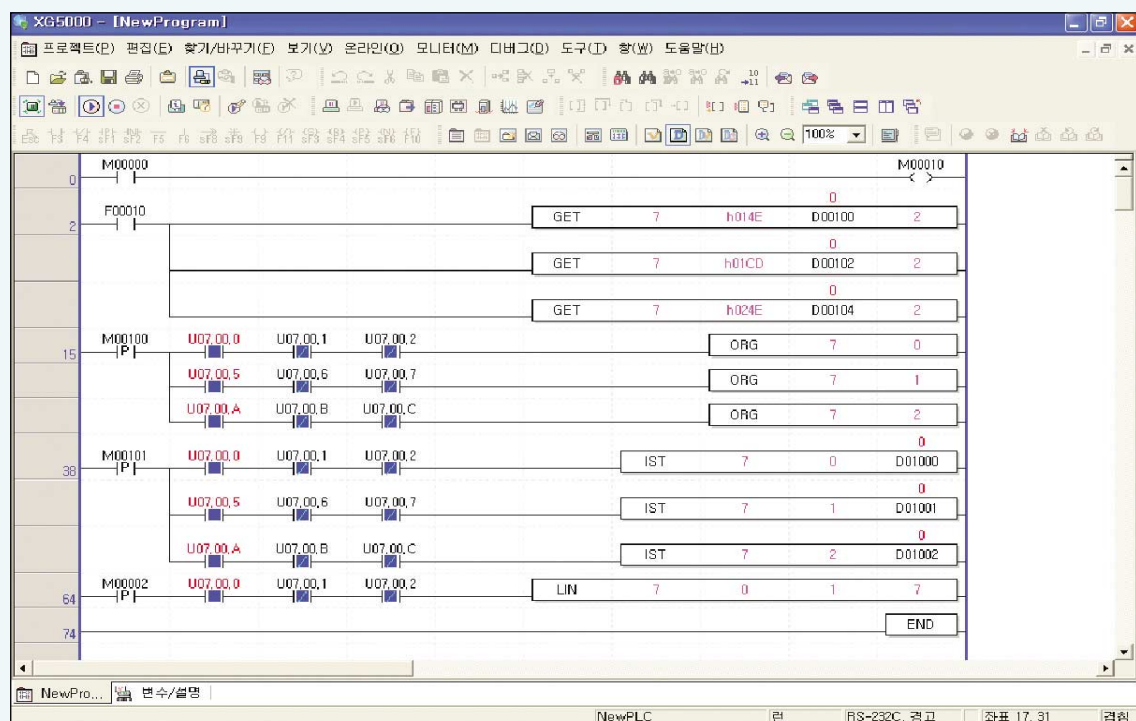 XG5000 - [NewProgram]
프로젝트(P) 편집(E) 찾기/바꾸기(F) 보기(V) 온라인(O) 모니터(M) 디버그(D) 도구(T) 창(W) 도움말(H)
100%
M00000 M00010
0
F00010 0
2 GET 7 h014E D00100 2
0
GET 7 h01CD D00102 2
0
GET 7 h024E D00104 2
M00100 U07.00.0 U07.00.1 U07.00.2
15 P ORG 7 0
U07.00.5 U07.00.6 U07.00.7
ORG 7 1
U07.00.A U07.00.B U07.00.C
ORG 7 2
0
M00101 U07.00.0 U07.00.1 U07.00.2
38 P IST 7 0 D01000
0
U07.00.5 U07.00.6 U07.00.7
IST 7 1 D01001
0
U07.00.A U07.00.B U07.00.C
IST 7 2 D01002
M00002 U07.00.0 U07.00.1 U07.00.2
64 P LIN 7 0 1 7
74 END
NewPro... 변수/설명
NewPLC 런 RS-232C, 경고 좌표 17, 31 겹침